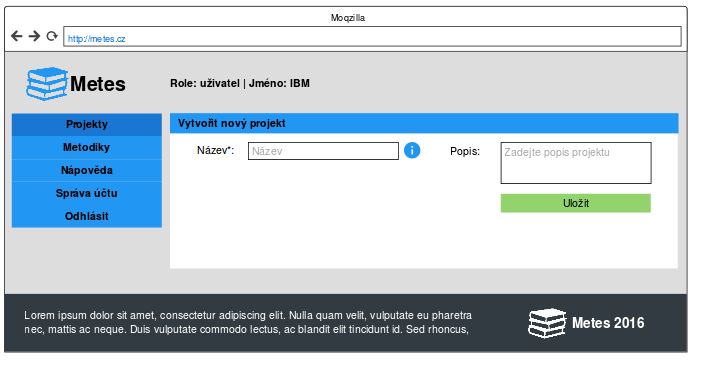 Moqzilla
http://metes.cz
Metes
Role: uživatel | Jméno: IBM
Projekty
Metodiky
Nápověda
Správa účtu
Odhlásit
Vytvořit nový projekt
Název*:
Název
Popis:
Zadejte popis projektu
Uložit
Lorem ipsum dolor sit amet, consectetur adipiscing elit. Nulla quam velit, vulputate eu pharetra
nec, mattis ac neque. Duis vulputate commodo lectus, ac blandit elit tincidunt id. Sed rhoncus,
Metes 2016